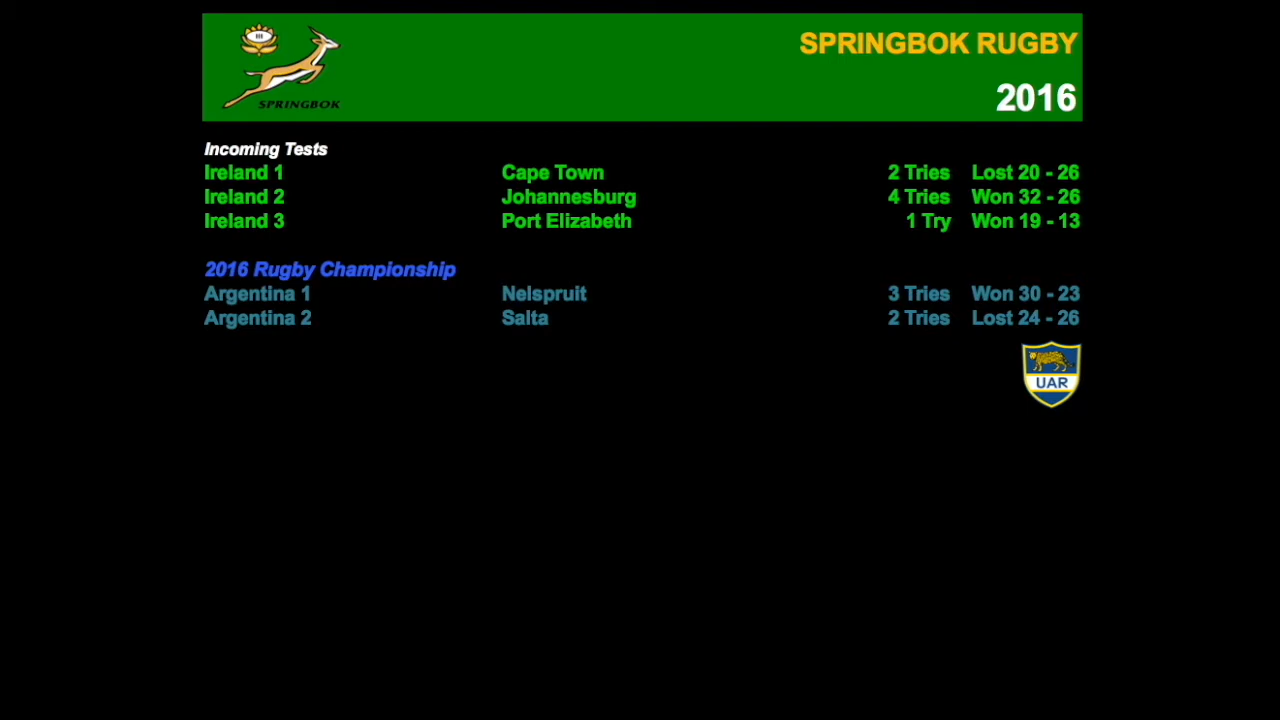 SPRINGBOK
SPRINGBOK RUGBY
2016
Incoming Tests
Ireland 1 Cape Town 2 Tries Lost 20 - 26
Ireland 2 Johannesburg 4 Tries Won 32 - 26
Ireland 3 Port Elizabeth 1 Try Won 19 - 13
2016 Rugby Championship
Argentina 1 Nelspruit 3 Tries Won 30 - 23
Argentina 2 Salta 2 Tries Lost 24 - 26
UAR